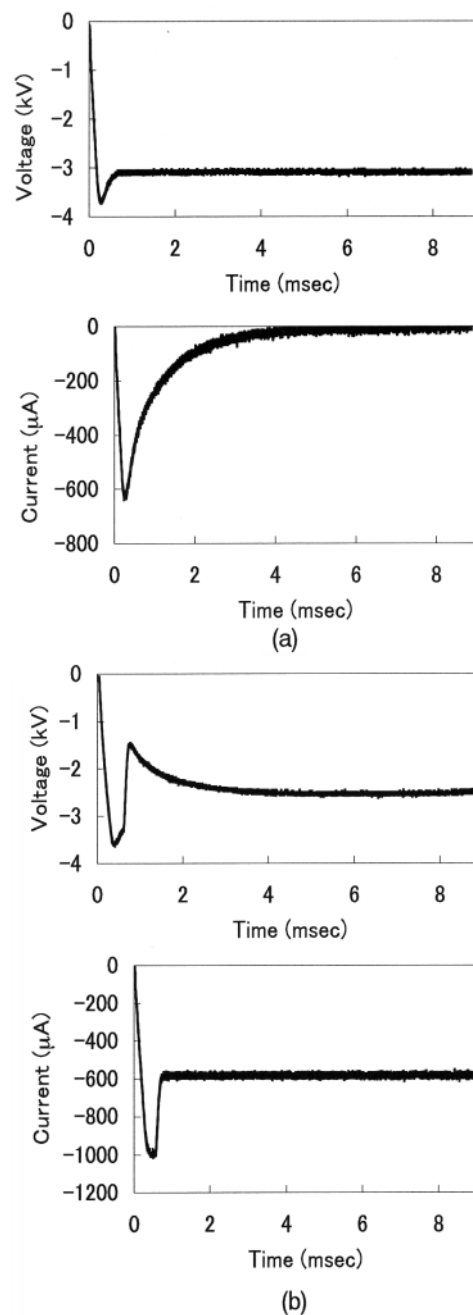 0
-1
-2
-3
-4
Voltage (kV)
0 2 4 6 8
Time (msec)
0
-200
-400
-600
-800
Current (μA)
0 2 4 6 8
Time (msec)
(a)
0
-1
-2
-3
-4
Voltage (kV)
0 2 4 6 8
Time (msec)
0
-200
-400
-600
-800
-1000
-1200
Current (μA)
0 2 4 6 8
Time (msec)
(b)